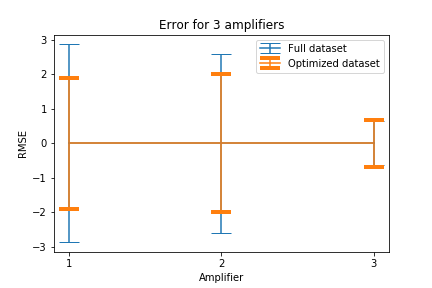 Error for 3 amplifiers
Full dataset
Optimized dataset
3
2
1
0
−1
−2
−3
RMSE
1
2
3
Amplifier